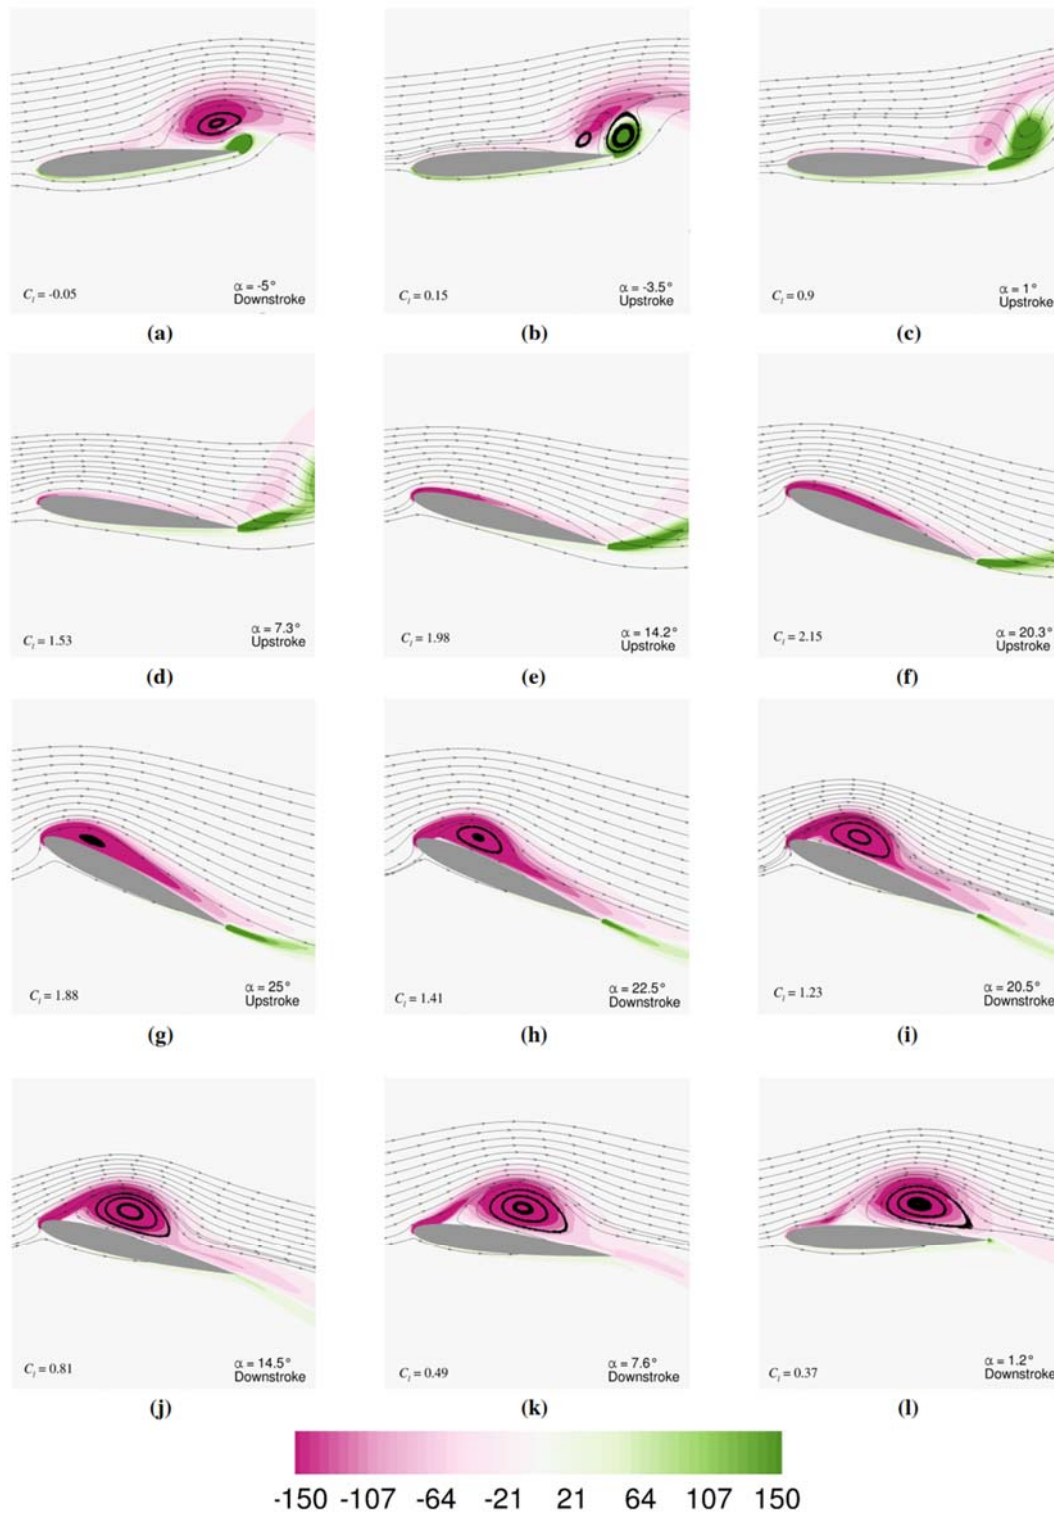 C_l = -0.05
α = -5°
Downstroke
(a)
C_l = 0.15
α = -3.5°
Upstroke
(b)
C_l = 0.9
α = 1°
Upstroke
(c)
C_l = 1.53
α = 7.3°
Upstroke
(d)
C_l = 1.98
α = 14.2°
Upstroke
(e)
C_l = 2.15
α = 20.3°
Upstroke
(f)
C_l = 1.88
α = 25°
Upstroke
(g)
C_l = 1.41
α = 22.5°
Downstroke
(h)
C_l = 1.23
α = 20.5°
Downstroke
(i)
C_l = 0.81
α = 14.5°
Downstroke
(j)
C_l = 0.49
α = 7.6°
Downstroke
(k)
C_l = 0.37
α = 1.2°
Downstroke
(l)
-150 -107 -64 -21 21 64 107 150